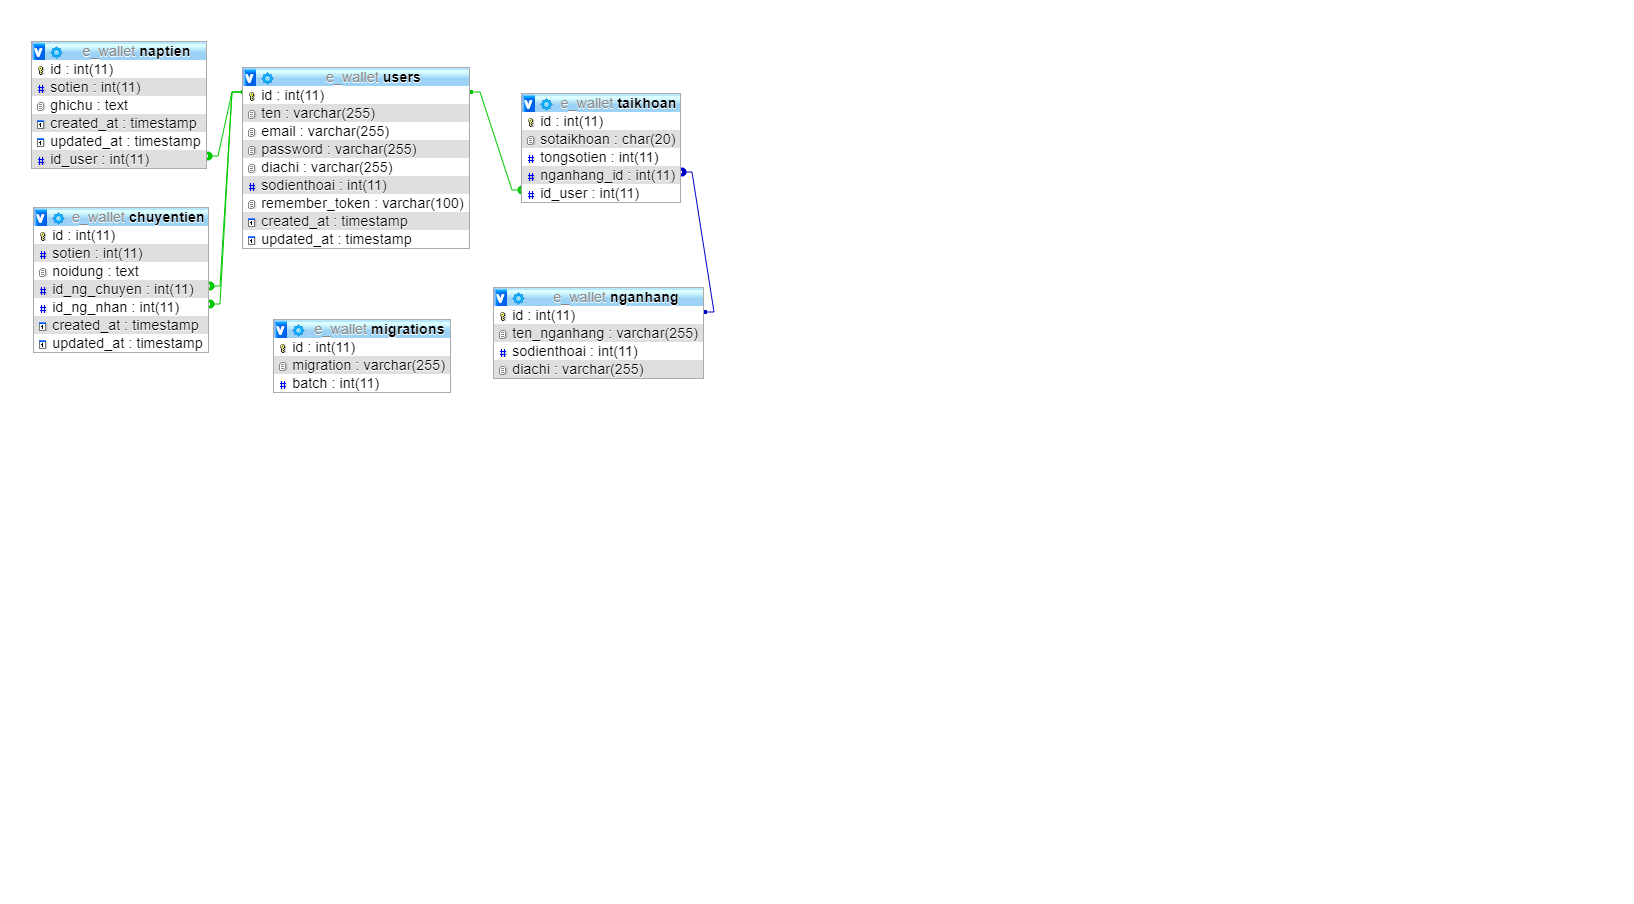 e_wallet naptien
id : int(11)
sotien : int(11)
ghichu : text
created_at : timestamp
updated_at : timestamp
id_user : int(11)
e_wallet users
id : int(11)
ten : varchar(255)
email : varchar(255)
password : varchar(255)
diachi : varchar(255)
sodienthoai : int(11)
remember_token : varchar(100)
created_at : timestamp
updated_at : timestamp
e_wallet taikhoan
id : int(11)
sotaikhoan : char(20)
tongsotien : int(11)
nganhang_id : int(11)
id_user : int(11)
e_wallet chuyentien
id : int(11)
sotien : int(11)
noidung : text
id_ng_chuyen : int(11)
id_ng_nhan : int(11)
created_at : timestamp
updated_at : timestamp
e_wallet migrations
id : int(11)
migration : varchar(255)
batch : int(11)
e_wallet nganhang
id : int(11)
ten_nganhang : varchar(255)
sodienthoai : int(11)
diachi : varchar(255)